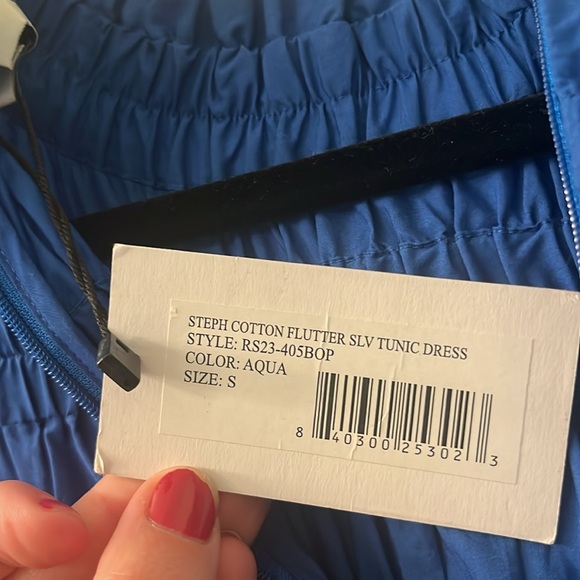 STEPH COTTON FLUTTER SLV TUNIC DRESS
STYLE: RS23-405BOP
COLOR: AQUA
SIZE: S
8 40300 25302 3